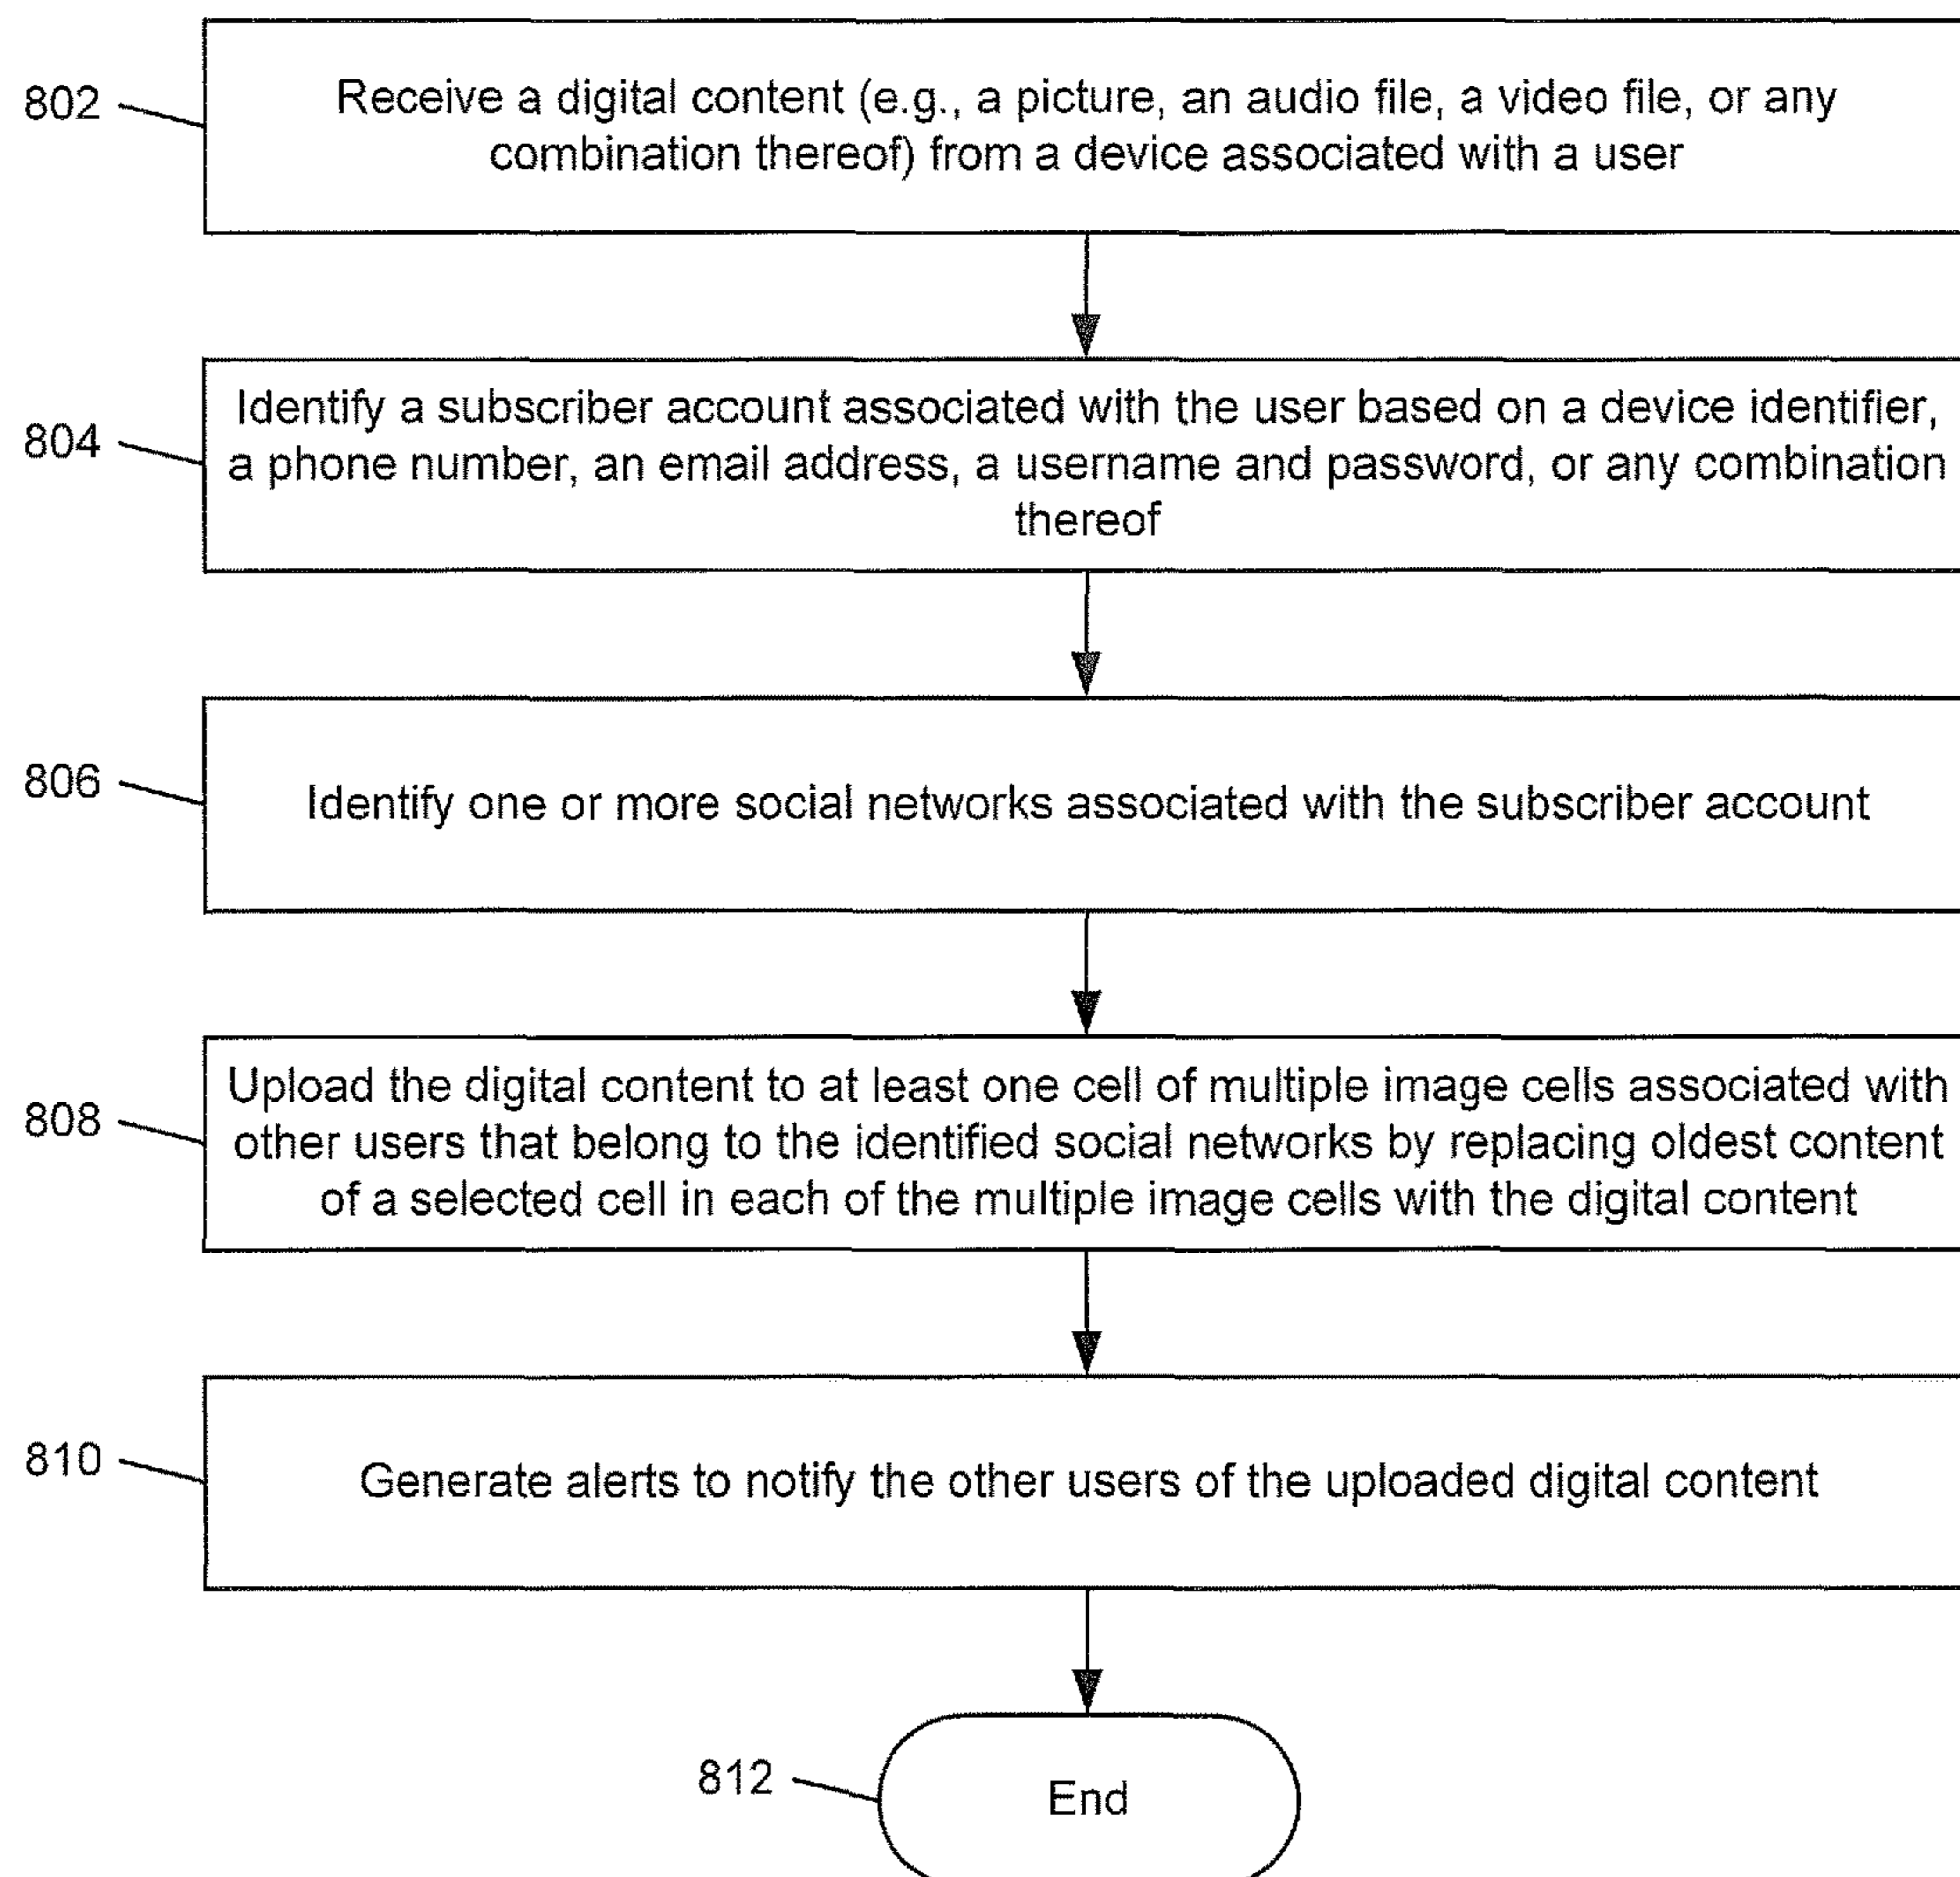 802
Receive a digital content (e.g., a picture, an audio file, a video file, or any
combination thereof) from a device associated with a user
804
Identify a subscriber account associated with the user based on a device identifier,
a phone number, an email address, a username and password, or any combination
thereof
806
Identify one or more social networks associated with the subscriber account
808
Upload the digital content to at least one cell of multiple image cells associated with
other users that belong to the identified social networks by replacing oldest content
of a selected cell in each of the multiple image cells with the digital content
810
Generate alerts to notify the other users of the uploaded digital content
812
End